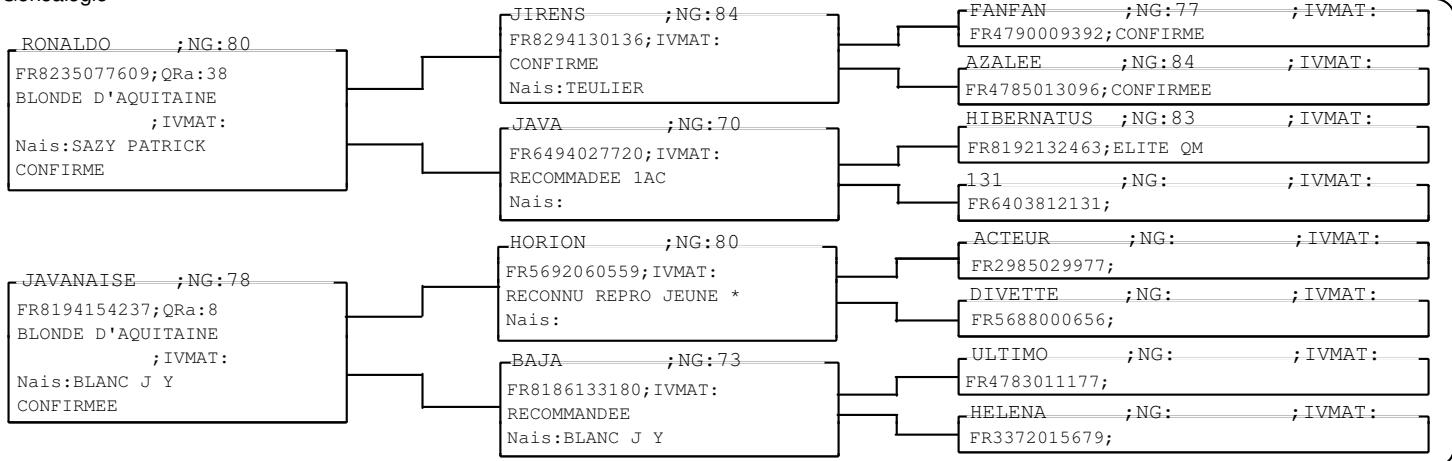 Généalogie
RONALDO ;NG:80
FR8235077609;QRa:38
BLONDE D'AQUITAINE
;IVMAT:
Nais:SAZY PATRICK
CONFIRME
JAVANAISE ;NG:78
FR8194154237;QRa:8
BLONDE D'AQUITAINE
;IVMAT:
Nais:BLANC J Y
CONFIRMEE
JIRENS ;NG:84
FR8294130136;IVMAT:
CONFIRME
Nais:TEULIER
JAVA ;NG:70
FR6494027720;IVMAT:
RECOMMADEE 1AC
Nais:
HORION ;NG:80
FR5692060559;IVMAT:
RECONNU REPRO JEUNE *
Nais:
BAJA ;NG:73
FR8186133180;IVMAT:
RECOMMANDEE
Nais:BLANC J Y
FANFAN ;NG:77 ;IVMAT:
FR4790009392;CONFIRME
AZALEE ;NG:84 ;IVMAT:
FR4785013096;CONFIRMEE
HIBERNATUS ;NG:83 ;IVMAT:
FR8192132463;ELITE QM
131 ;NG: ;IVMAT:
FR6403812131;
ACTEUR ;NG: ;IVMAT:
FR2985029977;
DIVETTE ;NG: ;IVMAT:
FR5688000656;
ULTIMO ;NG: ;IVMAT:
FR4783011177;
HELENA ;NG: ;IVMAT:
FR3372015679;